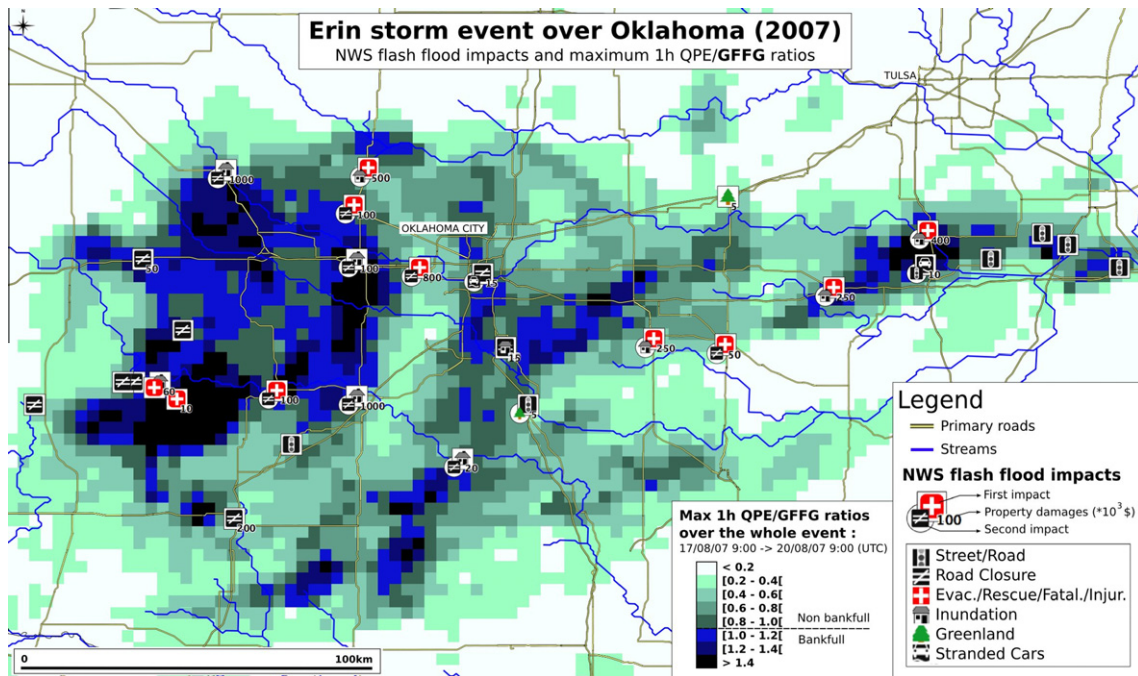 Erin storm event over Oklahoma (2007)
NWS flash flood impacts and maximum 1h QPE/GFFG ratios
TULSA
1000
500
100
5
OKLAHOMA CITY
400
50
100
800
15
10
250
15
250
50
60
10
100
1000
5
20
200
Legend
Primary roads
Streams
NWS flash flood impacts
First impact
Property damages (*10³ $)
100
Second impact
Street/Road
Road Closure
Evac./Rescue/Fatal./Injur.
Inundation
Greenland
Stranded Cars
Max 1h QPE/GFFG ratios
over the whole event :
17/08/07 9:00 -> 20/08/07 9:00 (UTC)
< 0.2
[0.2 - 0.4[
[0.4 - 0.6[
[0.6 - 0.8[
[0.8 - 1.0[ Non bankfull
[1.0 - 1.2[ Bankfull
[1.2 - 1.4[
> 1.4
0 100km